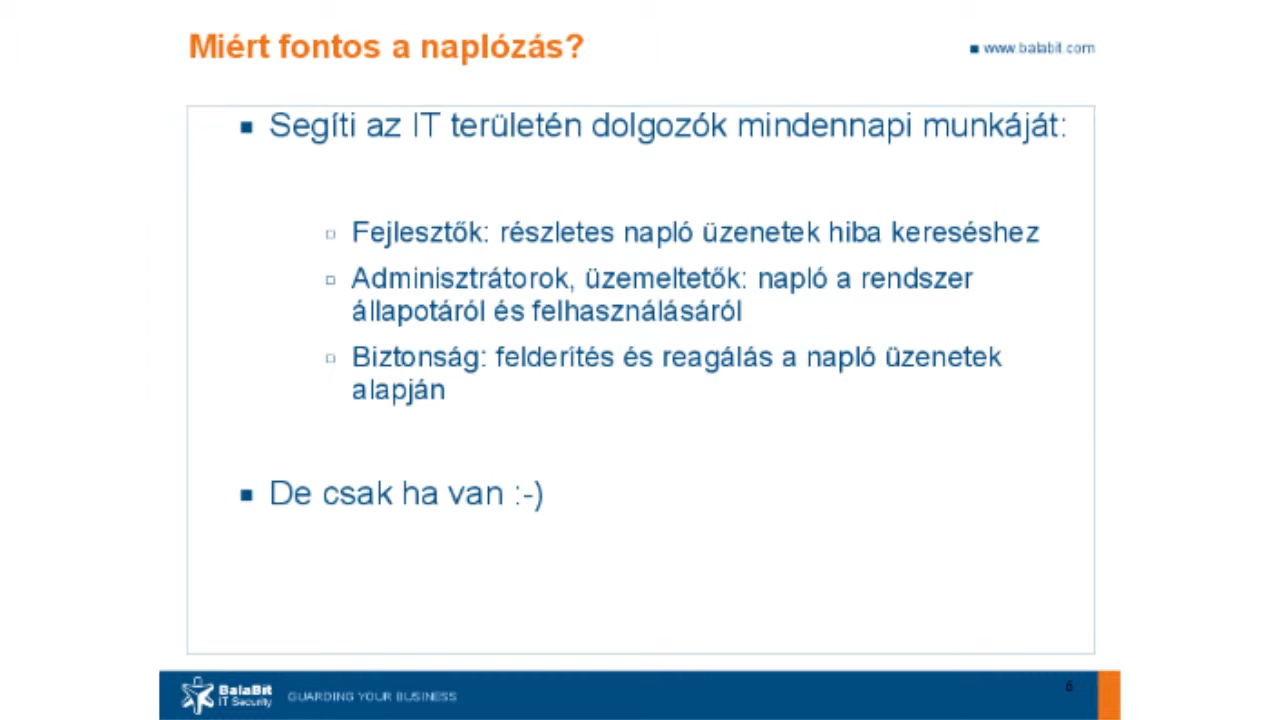 Miért fontos a naplózás?
www.balabit.com
Segíti az IT területén dolgozók mindennapi munkáját:
Fejlesztők: részletes napló üzenetek hiba kereséshez
Adminisztrátorok, üzemeltetők: napló a rendszer
állapotáról és felhasználásáról
Biztonság: felderítés és reagálás a napló üzenetek
alapján
De csak ha van :-)
BalaBit
IT Security
GUARDING YOUR BUSINESS
6